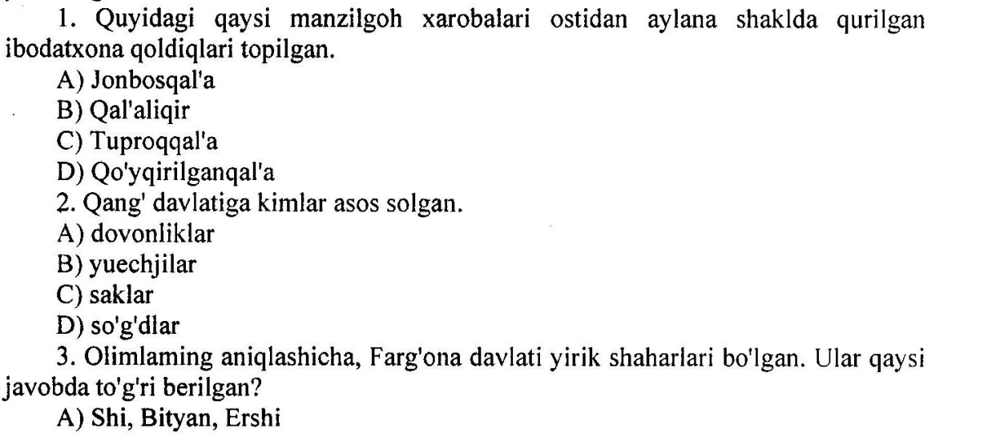 1. Quyidagi qaysi manzilgoh xarobalari ostidan aylana shaklda qurilgan
ibodatxona qoldiqlari topilgan.
A) Jonbosqal'a
B) Qal'aliqir
C) Tuproqqal'a
D) Qo'yqirilganqal'a
2. Qang' davlatiga kimlar asos solgan.
A) dovonliklar
B) yuechjilar
C) saklar
D) so'g'dlar
3. Olimlaming aniqlashicha, Farg'ona davlati yirik shaharlari bo'lgan. Ular qaysi
javobda to'g'ri berilgan?
A) Shi, Bityan, Ershi